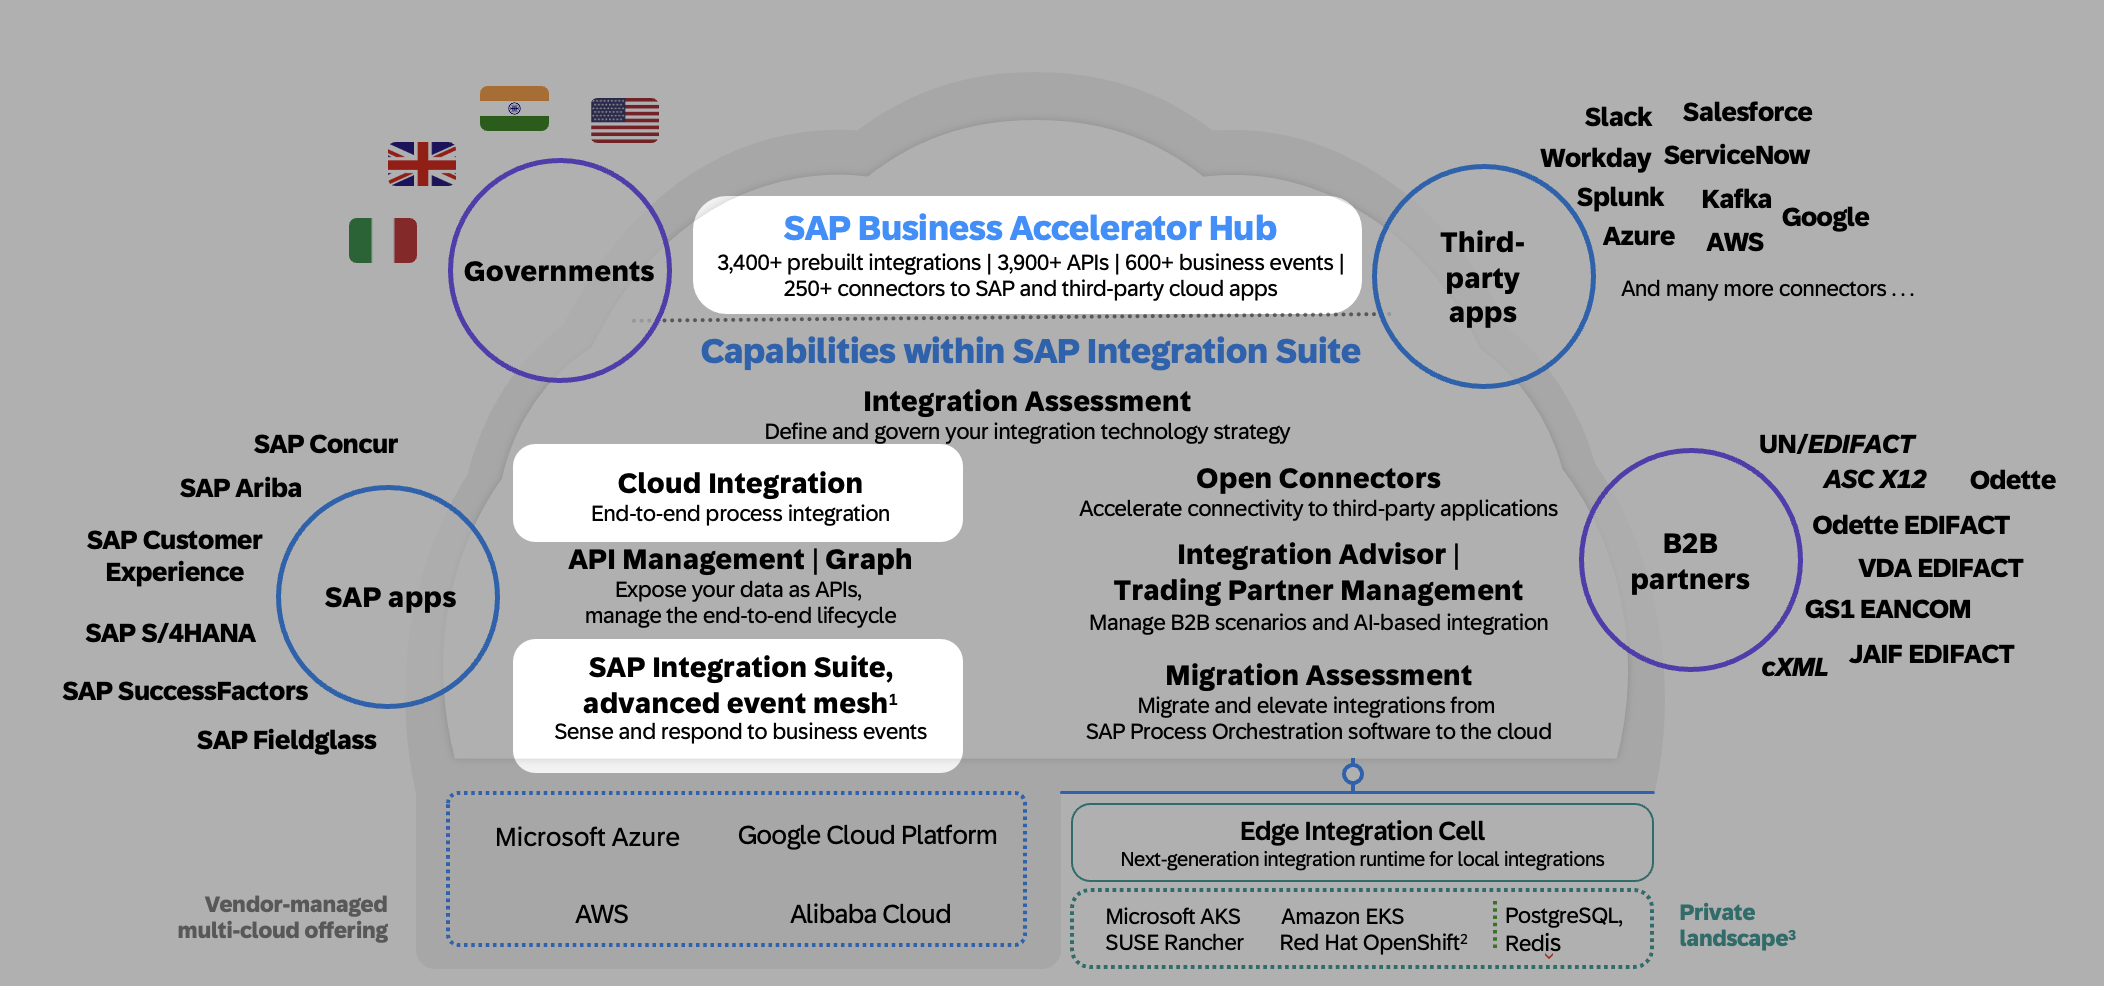 Slack
Salesforce
Workday
ServiceNow
Splunk
Kafka
Google
Azure
AWS
And many more connectors . . .
Governments
SAP Business Accelerator Hub
3,400+ prebuilt integrations | 3,900+ APIs | 600+ business events |
250+ connectors to SAP and third-party cloud apps
Third-
party
apps
Capabilities within SAP Integration Suite
Integration Assessment
Define and govern your integration technology strategy
SAP Concur
SAP Ariba
SAP Customer
Experience
SAP S/4HANA
SAP SuccessFactors
SAP Fieldglass
SAP apps
Cloud Integration
End-to-end process integration
API Management | Graph
Expose your data as APIs,
manage the end-to-end lifecycle
SAP Integration Suite,
advanced event mesh¹
Sense and respond to business events
Open Connectors
Accelerate connectivity to third-party applications
Integration Advisor |
Trading Partner Management
Manage B2B scenarios and AI-based integration
Migration Assessment
Migrate and elevate integrations from
SAP Process Orchestration software to the cloud
B2B
partners
UN/EDIFACT
ASC X12
Odette
Odette EDIFACT
VDA EDIFACT
GS1 EANCOM
JAIF EDIFACT
cXML
Vendor-managed
multi-cloud offering
Microsoft Azure
Google Cloud Platform
AWS
Alibaba Cloud
Edge Integration Cell
Next-generation integration runtime for local integrations
Microsoft AKS
SUSE Rancher
Amazon EKS
Red Hat OpenShift²
PostgreSQL,
Redis
Private
landscape³